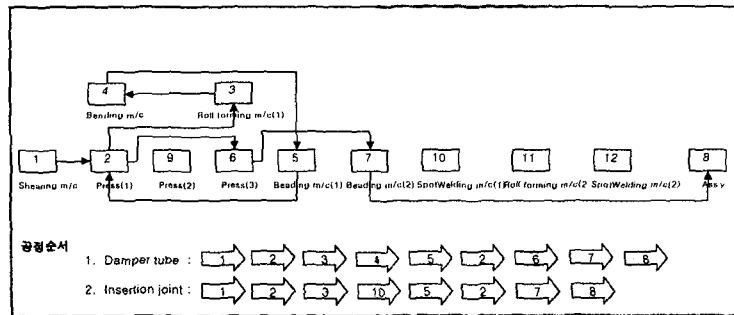 4 3
Bending m/c Roll forming m/c(1)
1 2 9 6 5 7 10 11 12 8
Shearing m/c Press(1) Press(2) Press(3) Beading m/c(1) Beading m/c(2) SpotWelding m/c(1) Roll forming m/c(2 SpotWelding m/c(2) Ass'y
공정순서
1. Damper tube : 1 2 3 4 5 2 6 7 8
2. Insertion joint : 1 2 3 10 5 2 7 8